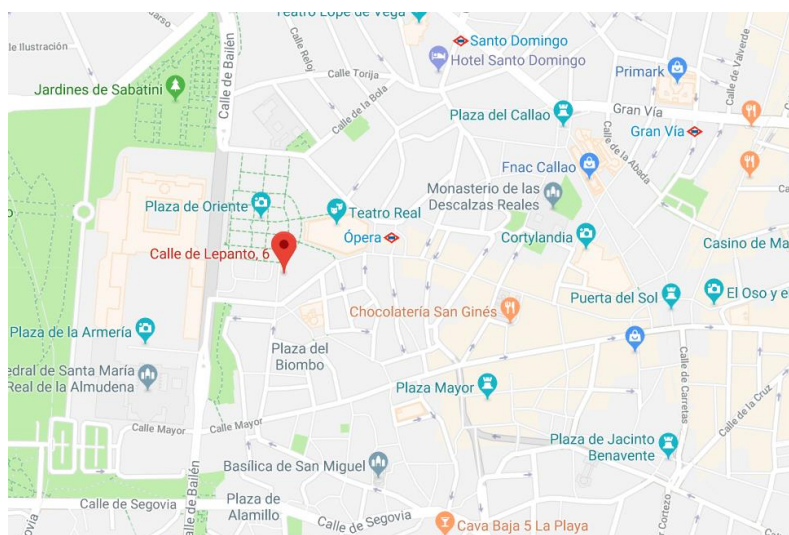 Teatro Lope de Vega
Santo Domingo
Hotel Santo Domingo
Calle Reloj
Calle Torija
Calle de Bailén
Calle de la Bola
Jardines de Sabatini
le Ilustración
Primark
Calle de Valverde
Plaza del Callao
Gran Vía
Gran Vía
Calle de la Abada
Fnac Callao
Monasterio de las
Descalzas Reales
Plaza de Oriente
Teatro Real
Ópera
Cortylandia
Casino de Ma
Calle de Lepanto, 6
Puerta del Sol
El Oso y e
Chocolatería San Ginés
Plaza de la Armería
Plaza del
Biombo
edral de Santa María
Real de la Almudena
Plaza Mayor
Calle de Carretas
Calle de la Cruz
Calle Mayor
Calle Mayor
Plaza de Jacinto
Benavente
Basílica de San Miguel
Calle de Segovia
Plaza de
Alamillo
Calle de Segovia
Cava Baja 5 La Playa
lle de Bailén
Cortezo
ovia